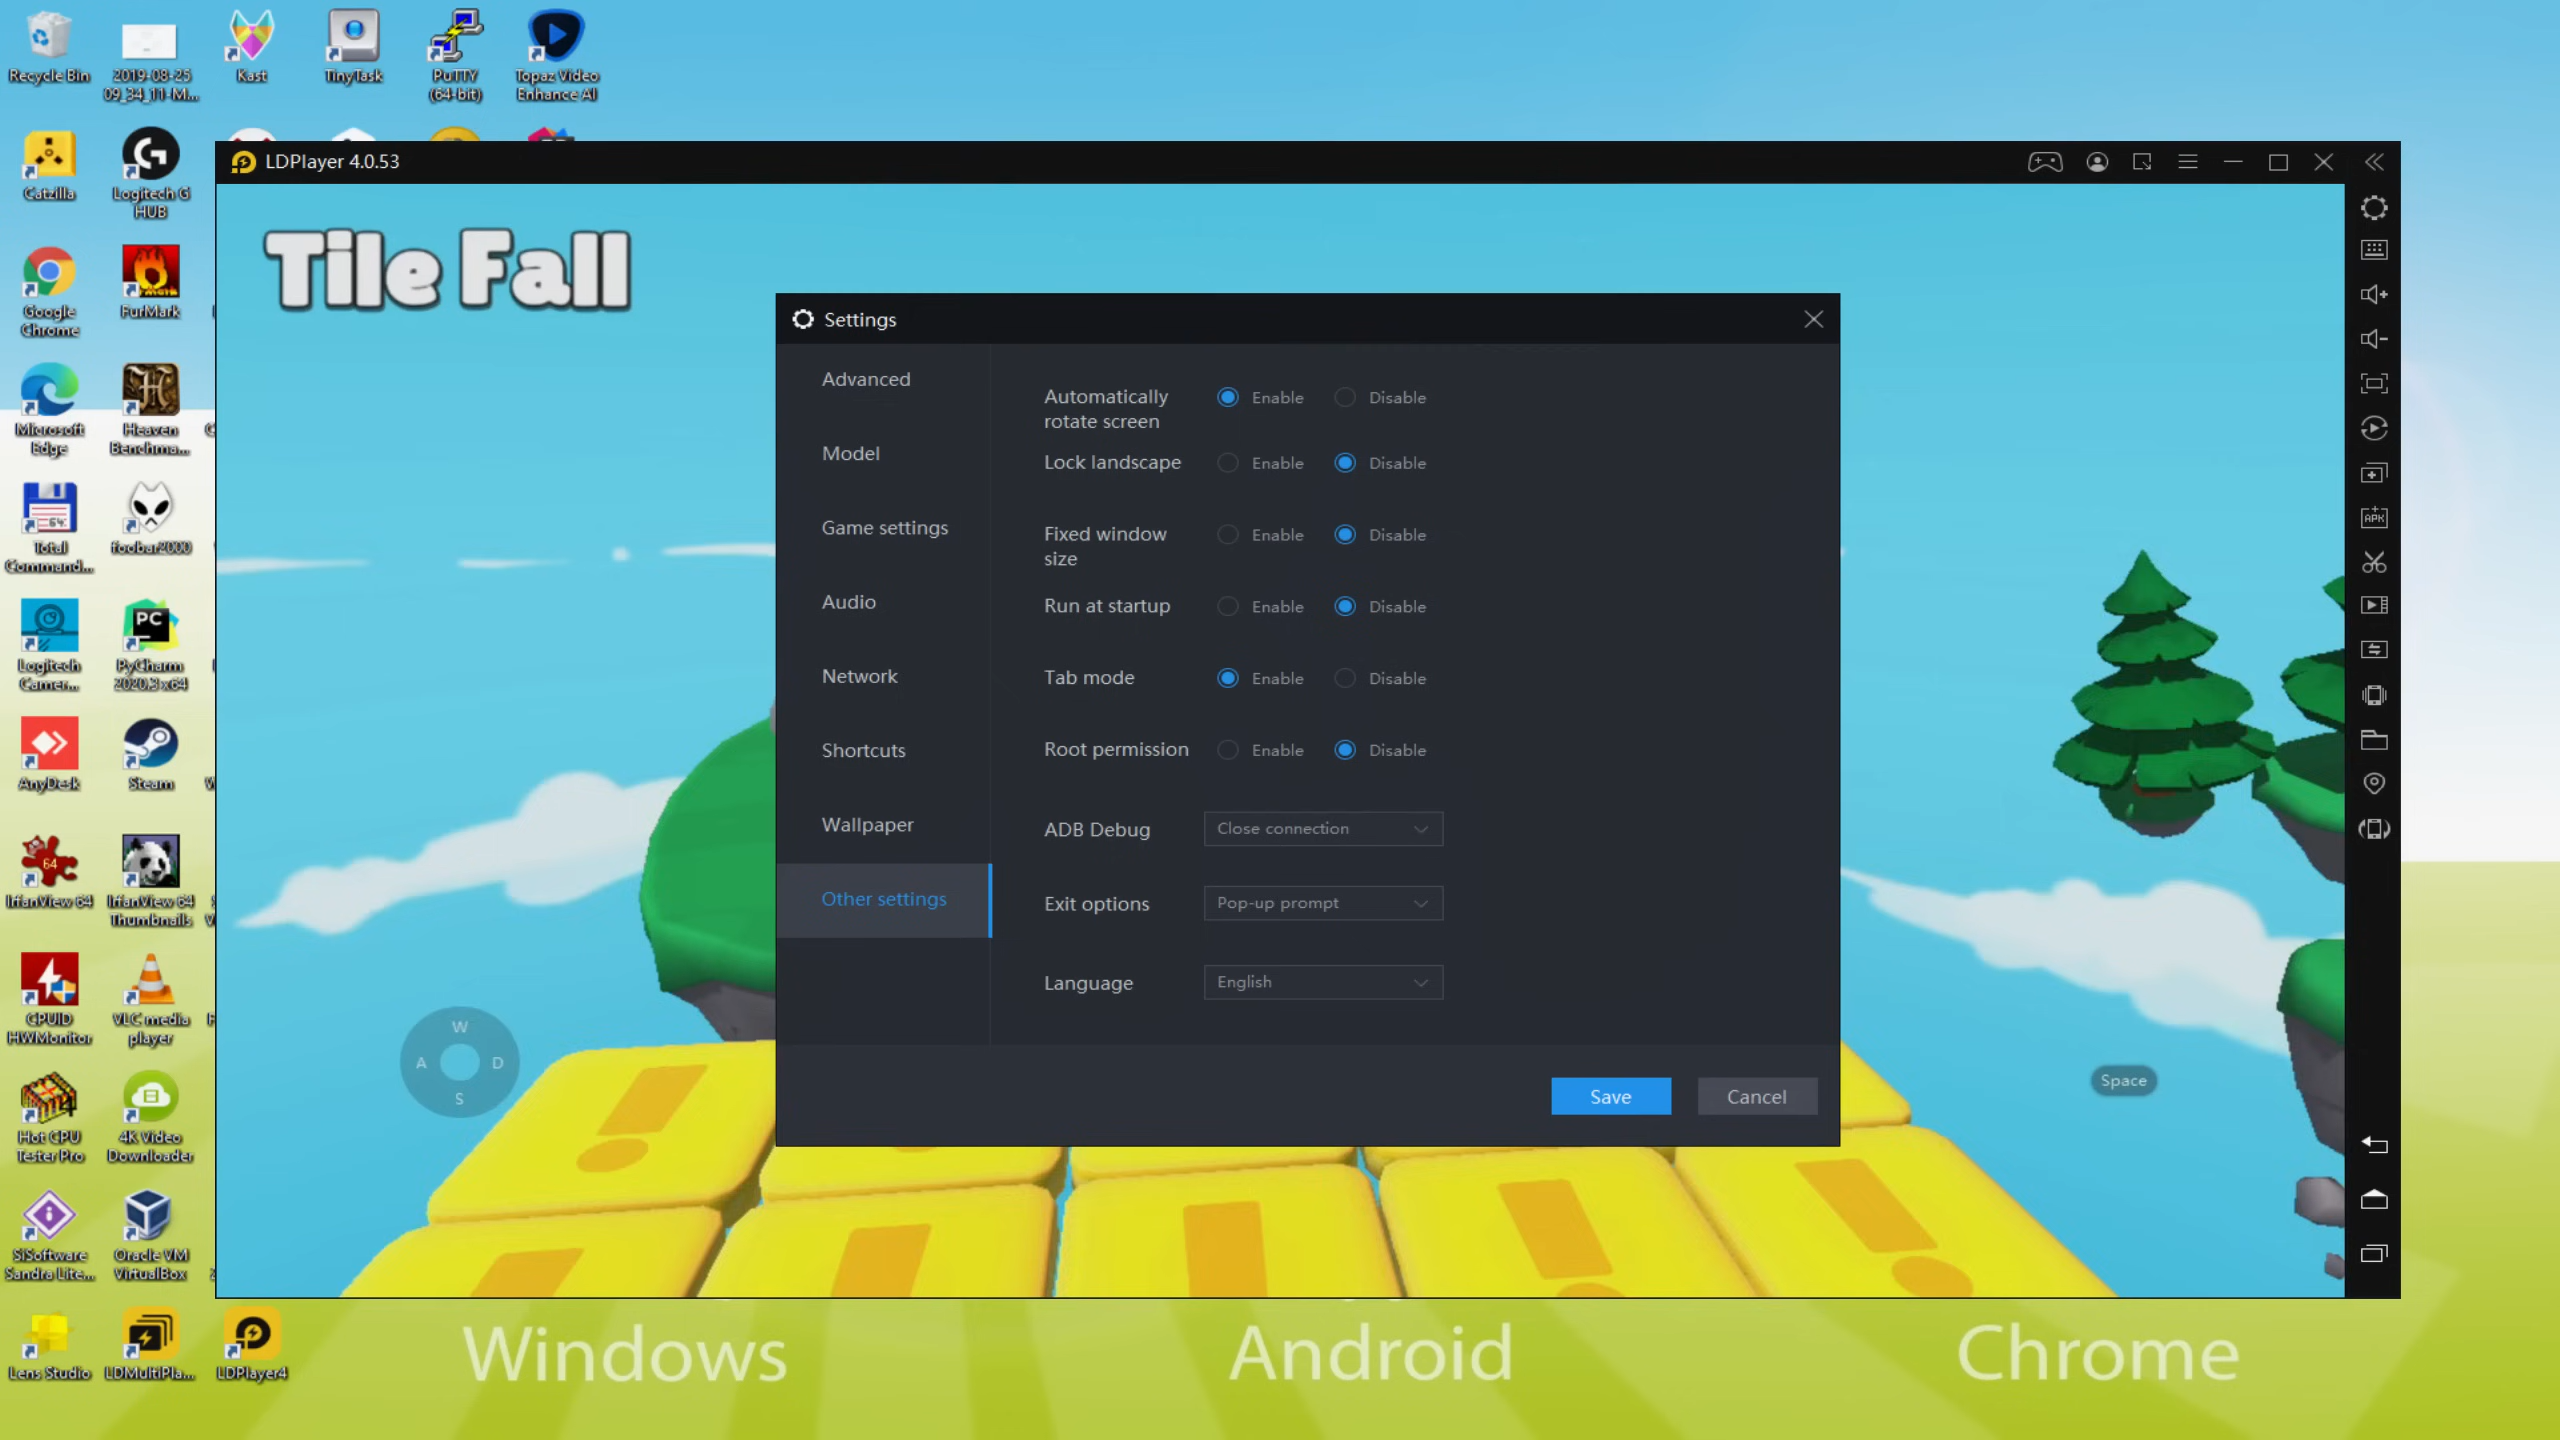 Recycle Bin
2019-08-25
09_34_11-IM...
Kast
TinyTask
PuTTY
(64-bit)
Topaz Video
Enhance AI
Catzilla
Logitech G
HUB
Google
Chrome
FurMark
Microsoft
Edge
Heaven
Benchma...
Total
Command...
foobar2000
Logitech
Camer...
PyCharm
2020.3 x64
AnyDesk
Steam
IrfanView 64
IrfanView 64
Thumbnails
CPUID
HWMonitor
VLC media
player
Hot CPU
Tester Pro
4K Video
Downloader
SiSoftware
Sandra Lite...
Oracle VM
VirtualBox
Lens Studio
LDMultiPla...
LDPlayer4
LDPlayer 4.0.53
Tile Fall
Settings
Advanced
Model
Game settings
Audio
Network
Shortcuts
Wallpaper
Other settings
Automatically
rotate screen
Enable Disable
Lock landscape Enable Disable
Fixed window
size
Enable Disable
Run at startup Enable Disable
Tab mode Enable Disable
Root permission Enable Disable
ADB Debug Close connection
Exit options Pop-up prompt
Language English
Save Cancel
W
A D
S
Space
APK
Windows Android Chrome